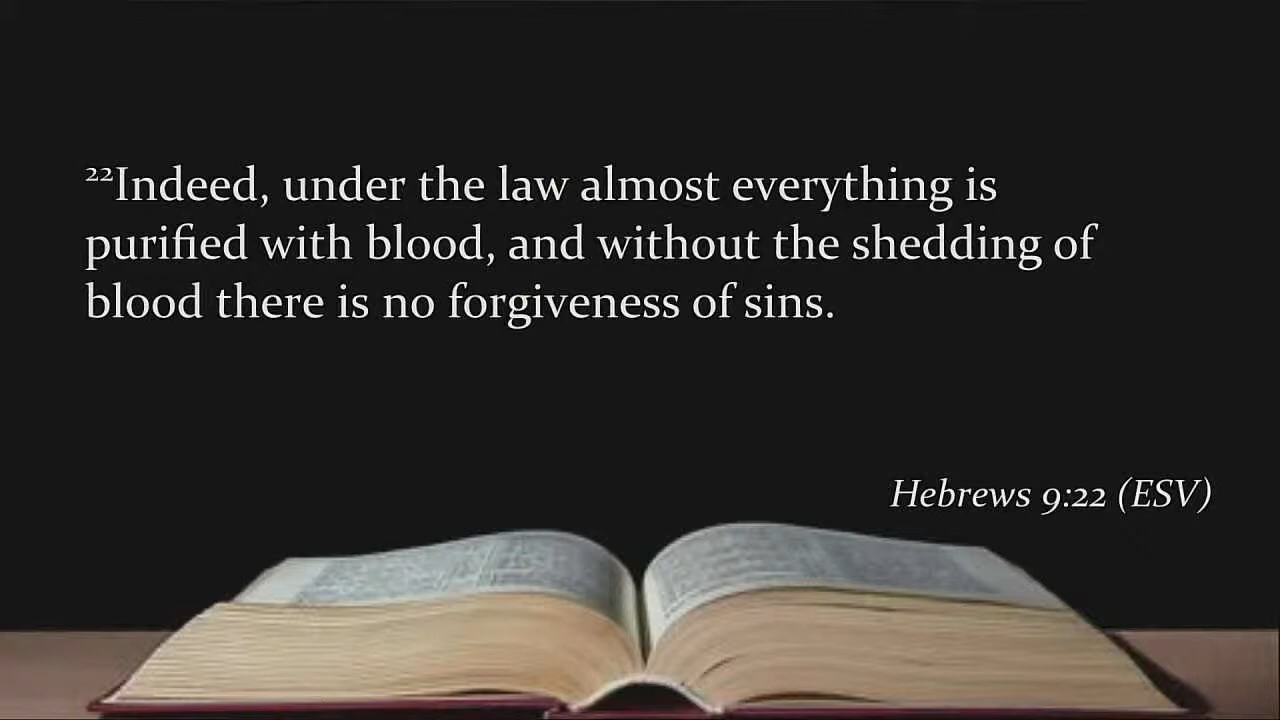 ²²Indeed, under the law almost everything is
purified with blood, and without the shedding of
blood there is no forgiveness of sins.
Hebrews 9:22 (ESV)